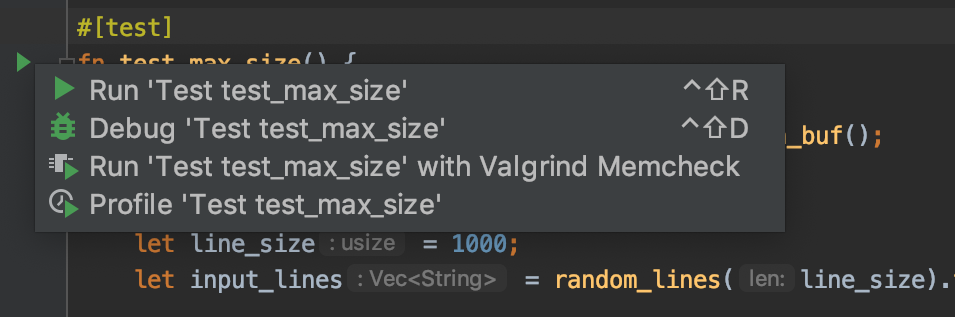 #[test]
fn test_max_size() {
Run 'Test test_max_size' ^⇧R
Debug 'Test test_max_size' ^⇧D
_buf();
Run 'Test test_max_size' with Valgrind Memcheck
Profile 'Test test_max_size'
let line_size: usize = 1000;
let input_lines: Vec<String> = random_lines( len: line_size).